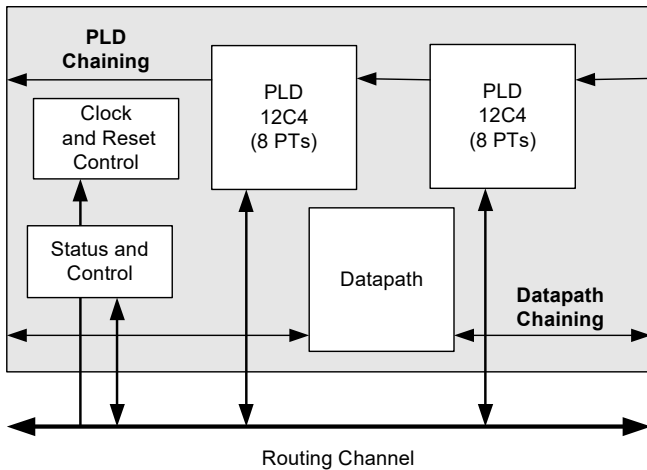 PLD
Chaining
PLD
12C4
(8 PTs)
PLD
12C4
(8 PTs)
Clock
and Reset
Control
Status and
Control
Datapath
Datapath
Chaining
Routing Channel